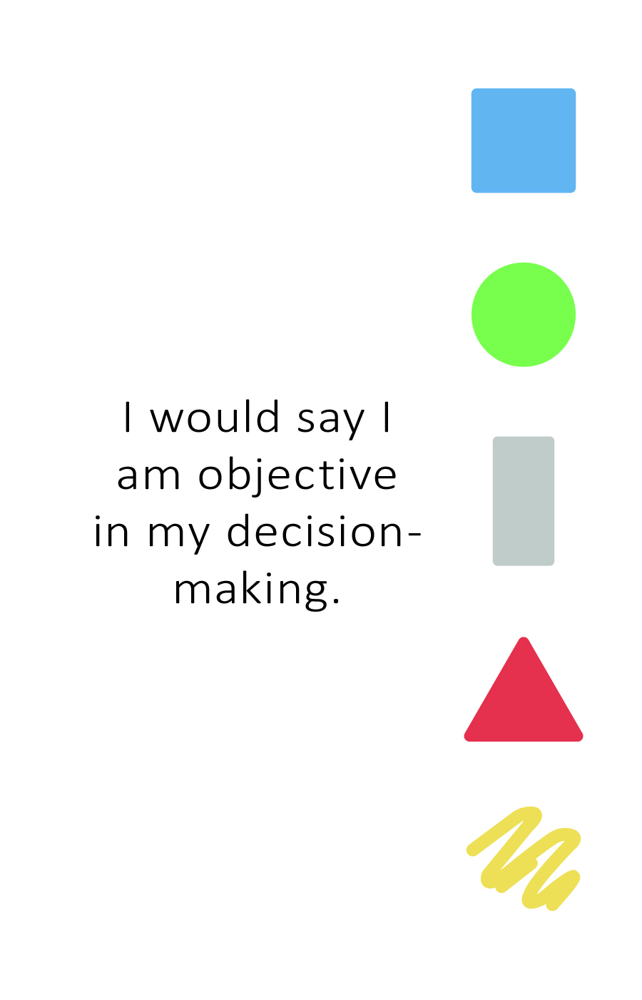 I would say I
am objective
in my decision-
making.